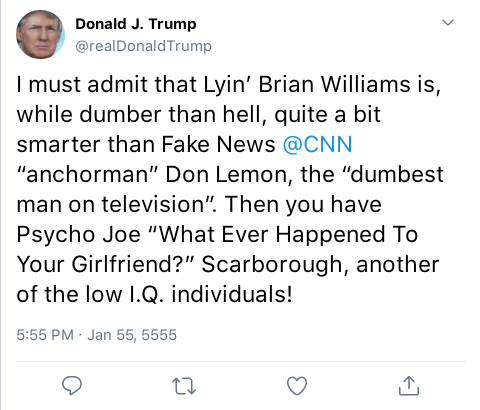 Donald J. Trump
@realDonaldTrump
I must admit that Lyin’ Brian Williams is,
while dumber than hell, quite a bit
smarter than Fake News @CNN
“anchorman” Don Lemon, the “dumbest
man on television”. Then you have
Psycho Joe “What Ever Happened To
Your Girlfriend?” Scarborough, another
of the low I.Q. individuals!
5:55 PM · Jan 55, 5555